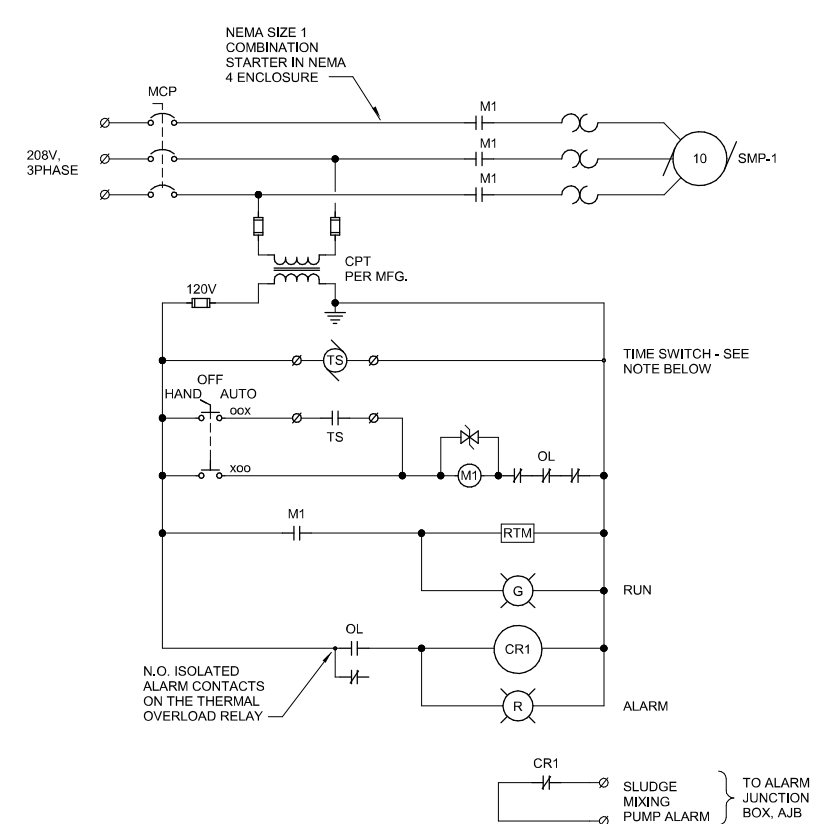 NEMA SIZE 1
COMBINATION
STARTER IN NEMA
4 ENCLOSURE
MCP
M1
M1
M1
208V,
3PHASE
10
SMP-1
CPT
PER MFG.
120V
TS
TIME SWITCH - SEE
NOTE BELOW
OFF
HAND AUTO
oox
TS
xoo
M1
OL
M1
RTM
G
RUN
OL
CR1
N.O. ISOLATED
ALARM CONTACTS
ON THE THERMAL
OVERLOAD RELAY
R
ALARM
CR1
SLUDGE
MIXING
PUMP ALARM
TO ALARM
JUNCTION
BOX, AJB